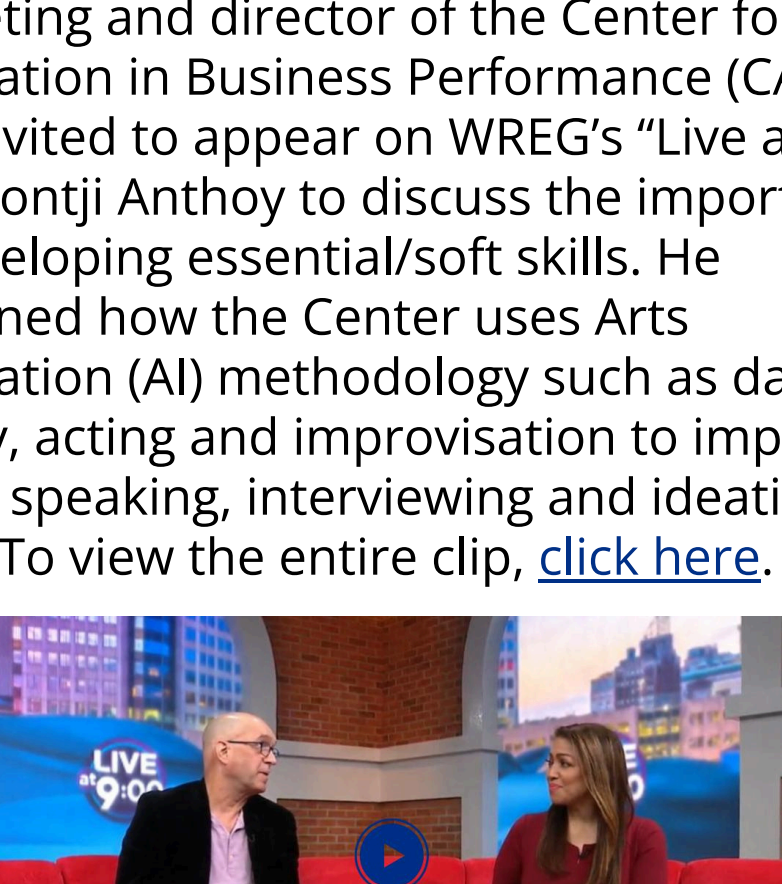 eting and director of the Center fo
ation in Business Performance (CA
vited to appear on WREG’s “Live a
ontji Anthoy to discuss the impor
eloping essential/soft skills. He
ned how the Center uses Arts
ation (AI) methodology such as da
y, acting and improvisation to imp
speaking, interviewing and ideati
To view the entire clip, click here.
LIVE
at 9:00